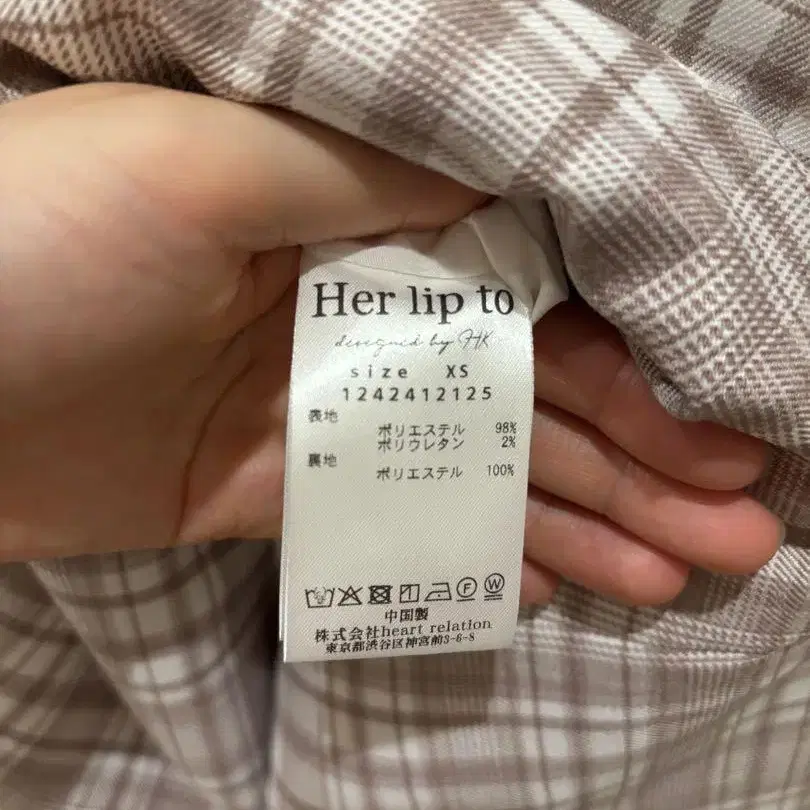 Her lip to
designed by HK
size XS
1242412125
表地
ポリエステル 98%
ポリウレタン 2%
裏地
ポリエステル 100%
F W
中国製
株式会社heart relation
東京都渋谷区神宮前3-6-8